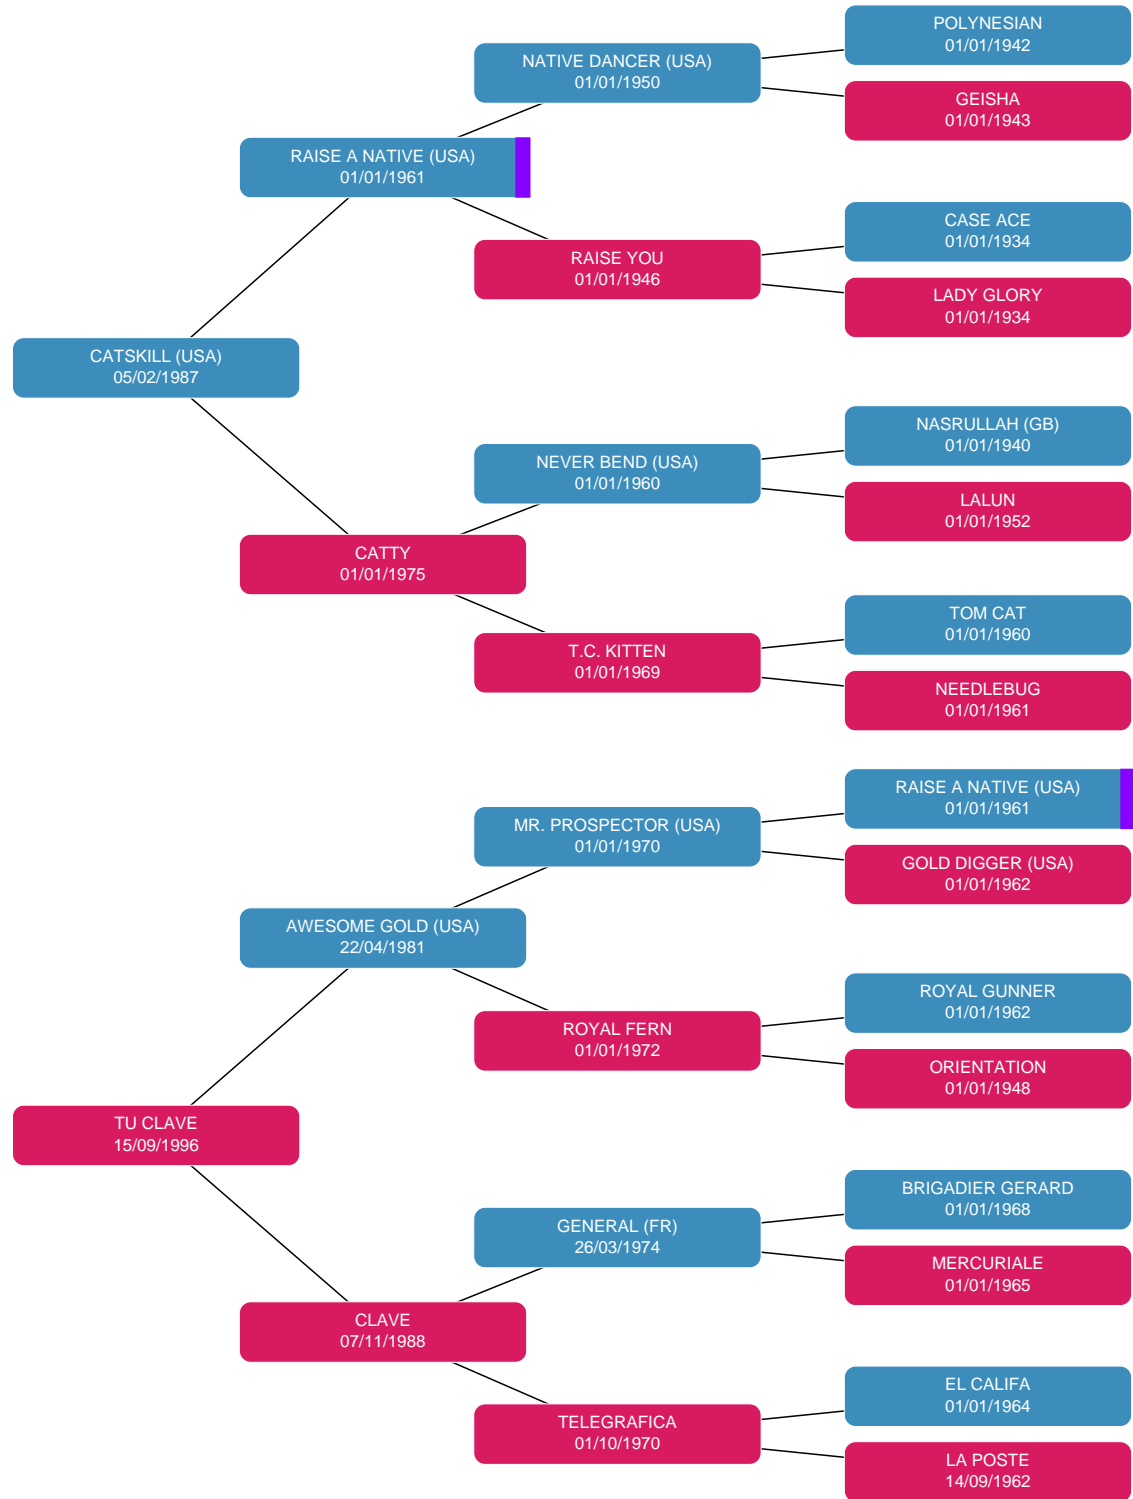 POLYNESIAN
01/01/1942
NATIVE DANCER (USA)
01/01/1950
GEISHA
01/01/1943
RAISE A NATIVE (USA)
01/01/1961
CASE ACE
01/01/1934
RAISE YOU
01/01/1946
LADY GLORY
01/01/1934
CATSKILL (USA)
05/02/1987
NASRULLAH (GB)
01/01/1940
NEVER BEND (USA)
01/01/1960
LALUN
01/01/1952
CATTY
01/01/1975
TOM CAT
01/01/1960
T.C. KITTEN
01/01/1969
NEEDLEBUG
01/01/1961
RAISE A NATIVE (USA)
01/01/1961
MR. PROSPECTOR (USA)
01/01/1970
GOLD DIGGER (USA)
01/01/1962
AWESOME GOLD (USA)
22/04/1981
ROYAL GUNNER
01/01/1962
ROYAL FERN
01/01/1972
ORIENTATION
01/01/1948
TU CLAVE
15/09/1996
BRIGADIER GERARD
01/01/1968
GENERAL (FR)
26/03/1974
MERCURIALE
01/01/1965
CLAVE
07/11/1988
EL CALIFA
01/01/1964
TELEGRAFICA
01/10/1970
LA POSTE
14/09/1962